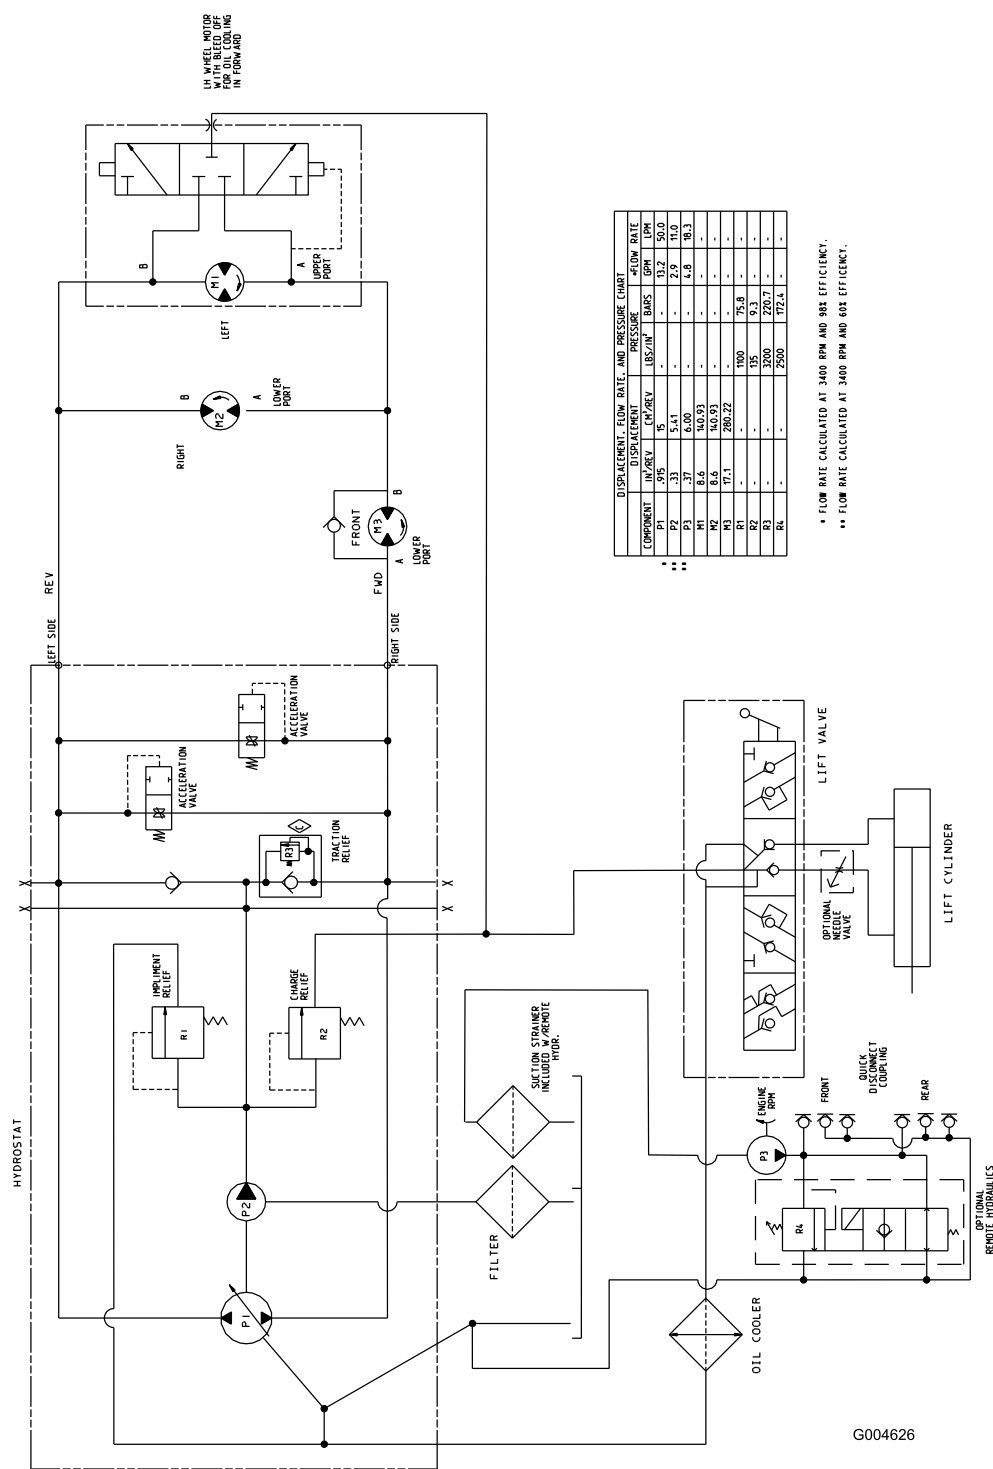 LH WHEEL MOTOR
WITH BLEED OFF
FOR OIL COOLING
IN FORWARD
B
A
UPPER
PORT
M1
LEFT
B
M2
A
LOWER
PORT
RIGHT
FRONT
M3
B
A
LOWER
PORT
REV
FWD
LEFT SIDE
RIGHT SIDE
ACCELERATION
VALVE
ACCELERATION
VALVE
R3
C
TRACTION
RELIEF
X
X
X
X
IMPLIMENT
RELIEF
R1
CHARGE
RELIEF
R2
HYDROSTAT
P2
P1
SUCTION STRAINER
INCLUDED W/REMOTE
HYDR.
FILTER
DISPLACEMENT, FLOW RATE, AND PRESSURE CHART
DISPLACEMENT PRESSURE *FLOW RATE
COMPONENT IN³/REV CM³/REV LBS/IN² BARS GPM LPM
* P1 .915 15 - - 13.2 50.0
** P2 .33 5.41 - - 2.9 11.0
** P3 .37 6.00 - - 4.8 18.3
M1 8.6 140.93 - - - -
M2 8.6 140.93 - - - -
M3 17.1 280.22 - - - -
R1 - - 1100 75.8 - -
R2 - - 135 9.3 - -
R3 - - 3200 220.7 - -
R4 - - 2500 172.4 - -
* FLOW RATE CALCULATED AT 3400 RPM AND 98% EFFICIENCY.
** FLOW RATE CALCULATED AT 3400 RPM AND 60% EFFICENCY.
LIFT VALVE
OPTIONAL
NEEDLE
VALVE
LIFT CYLINDER
ENGINE
RPM
P3
FRONT
QUICK
DISCONNECT
COUPLING
REAR
R4
OPTIONAL
REMOTE HYDRAULICS
OIL COOLER
G004626